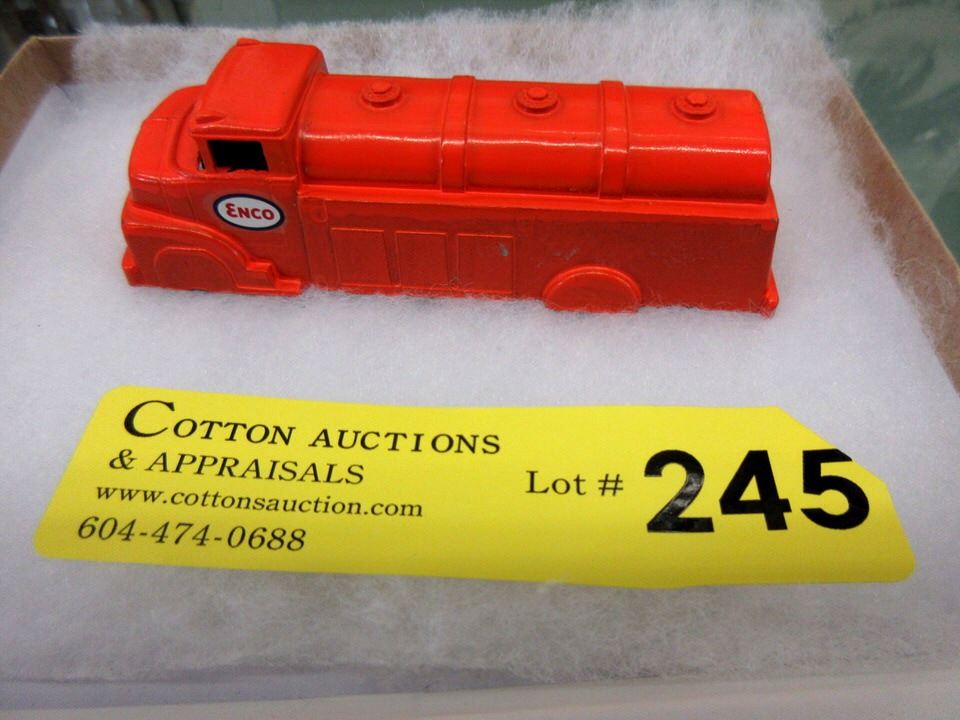 ENCO
COTTON AUCTIONS
& APPRAISALS
www.cottonsauction.com
604-474-0688
Lot # 245